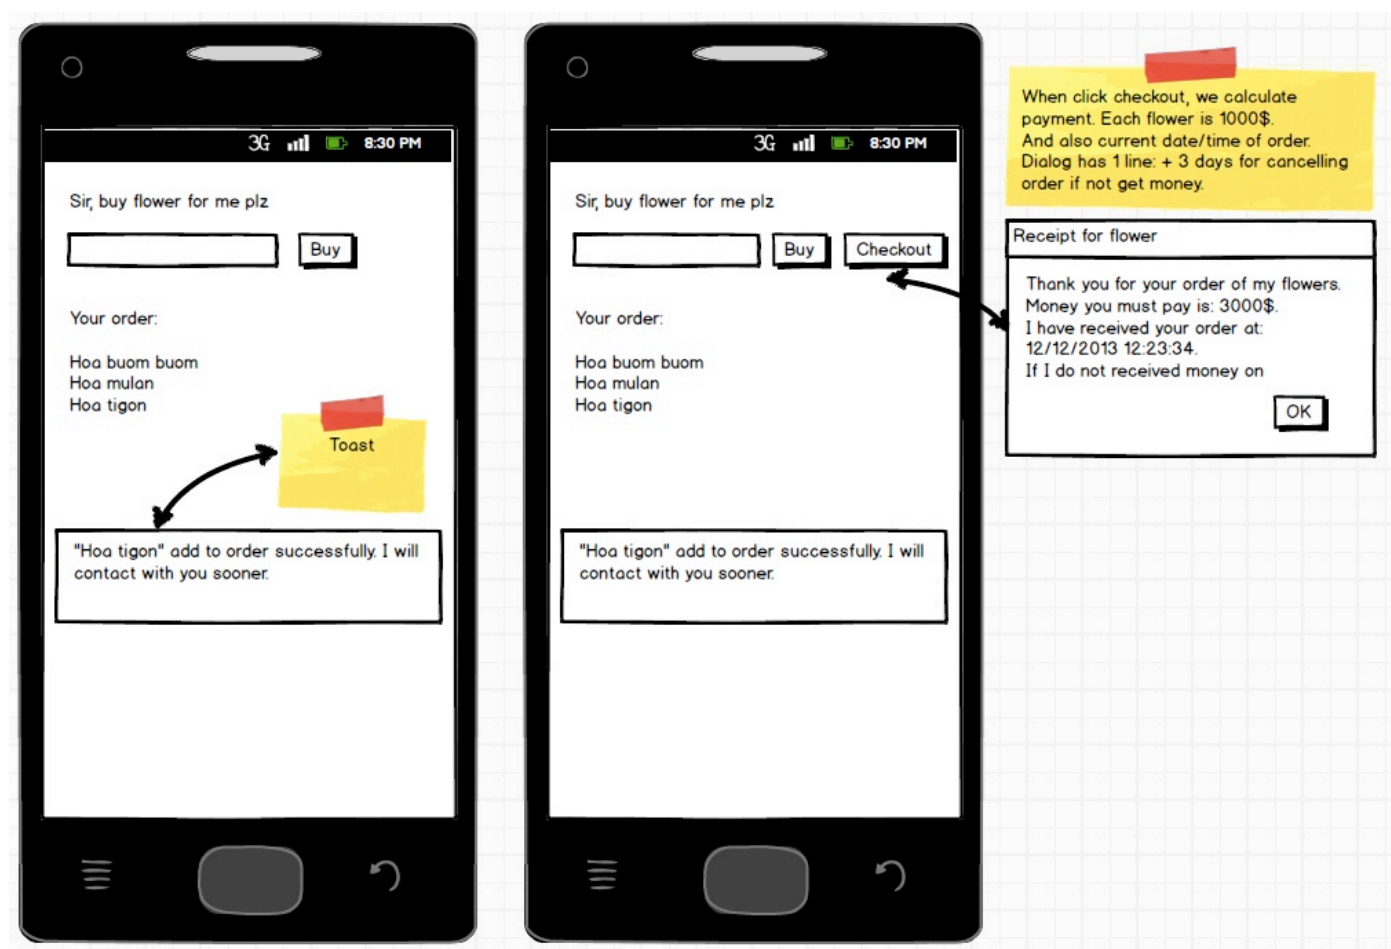 3G 8:30 PM
Sir, buy flower for me plz
Buy
Your order:
Hoa buom buom
Hoa mulan
Hoa tigon
Toast
"Hoa tigon" add to order successfully. I will
contact with you sooner.
3G 8:30 PM
Sir, buy flower for me plz
Buy Checkout
Your order:
Hoa buom buom
Hoa mulan
Hoa tigon
"Hoa tigon" add to order successfully. I will
contact with you sooner.
When click checkout, we calculate
payment. Each flower is 1000$.
And also current date/time of order.
Dialog has 1 line: + 3 days for cancelling
order if not get money.
Receipt for flower
Thank you for your order of my flowers.
Money you must pay is: 3000$.
I have received your order at:
12/12/2013 12:23:34.
If I do not received money on
OK